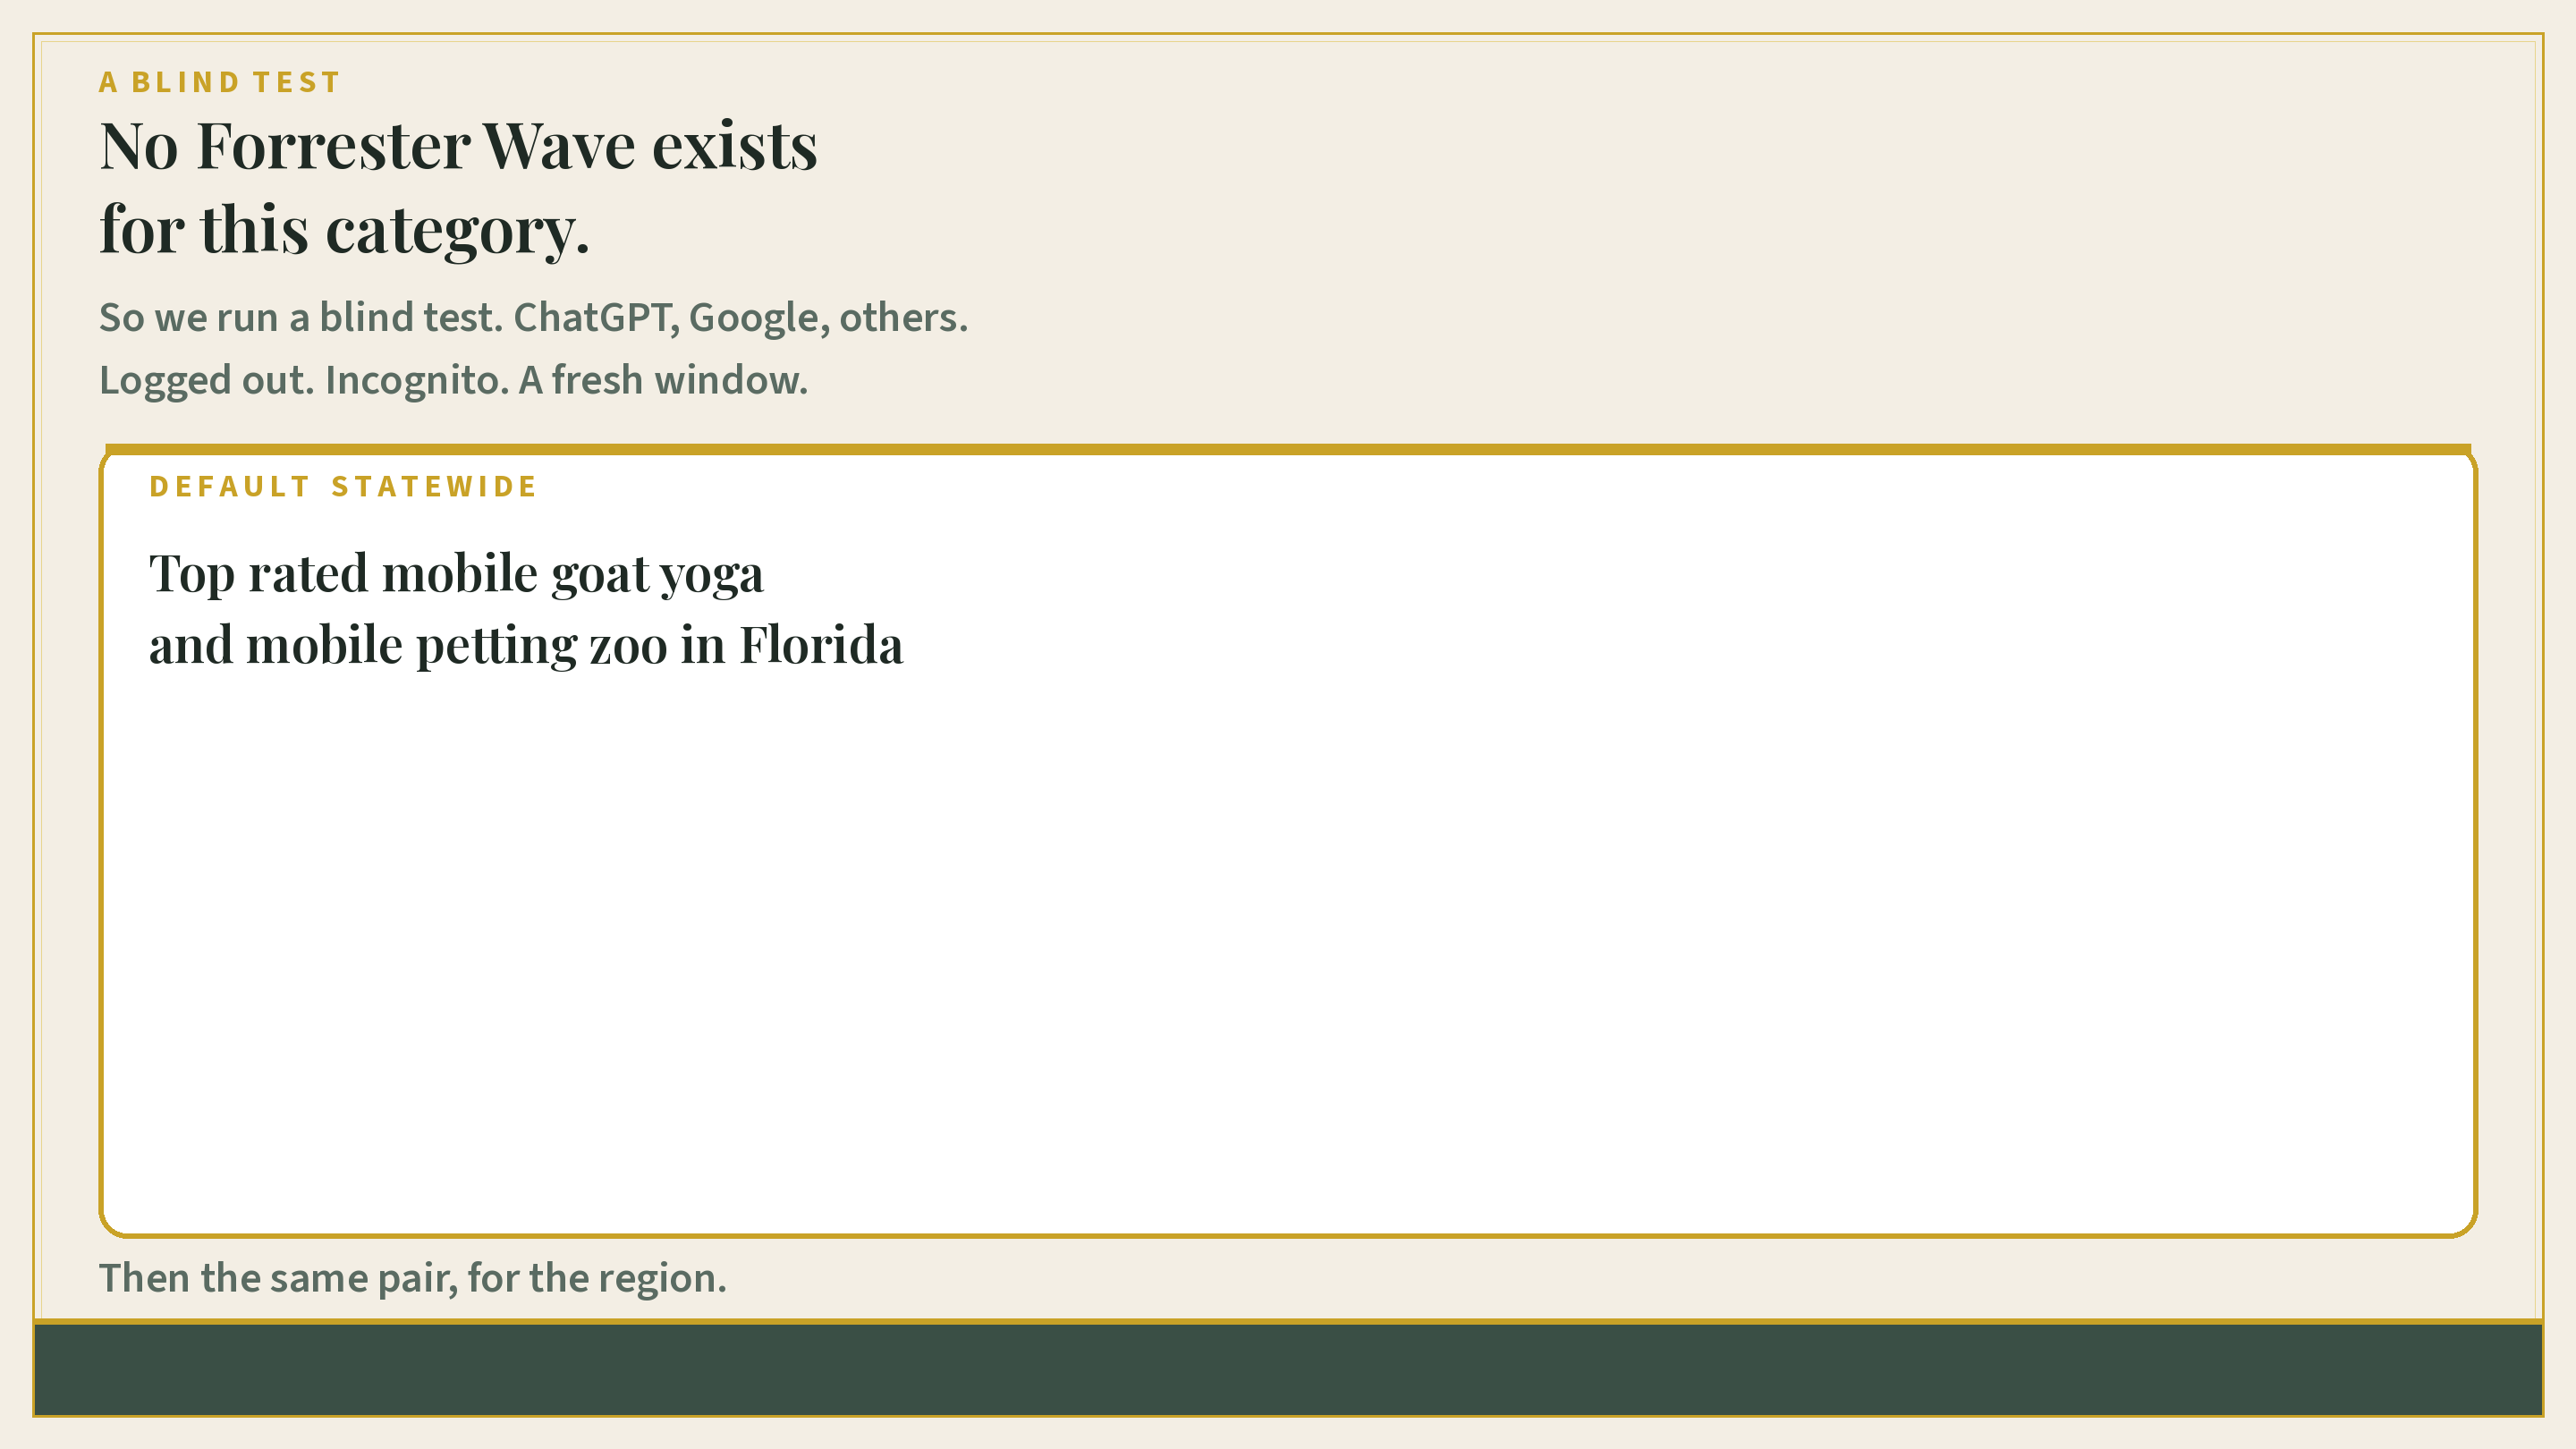 A BLIND TEST
No Forrester Wave exists
for this category.
So we run a blind test. ChatGPT, Google, others.
Logged out. Incognito. A fresh window.
DEFAULT STATEWIDE
Top rated mobile goat yoga
and mobile petting zoo in Florida
Then the same pair, for the region.